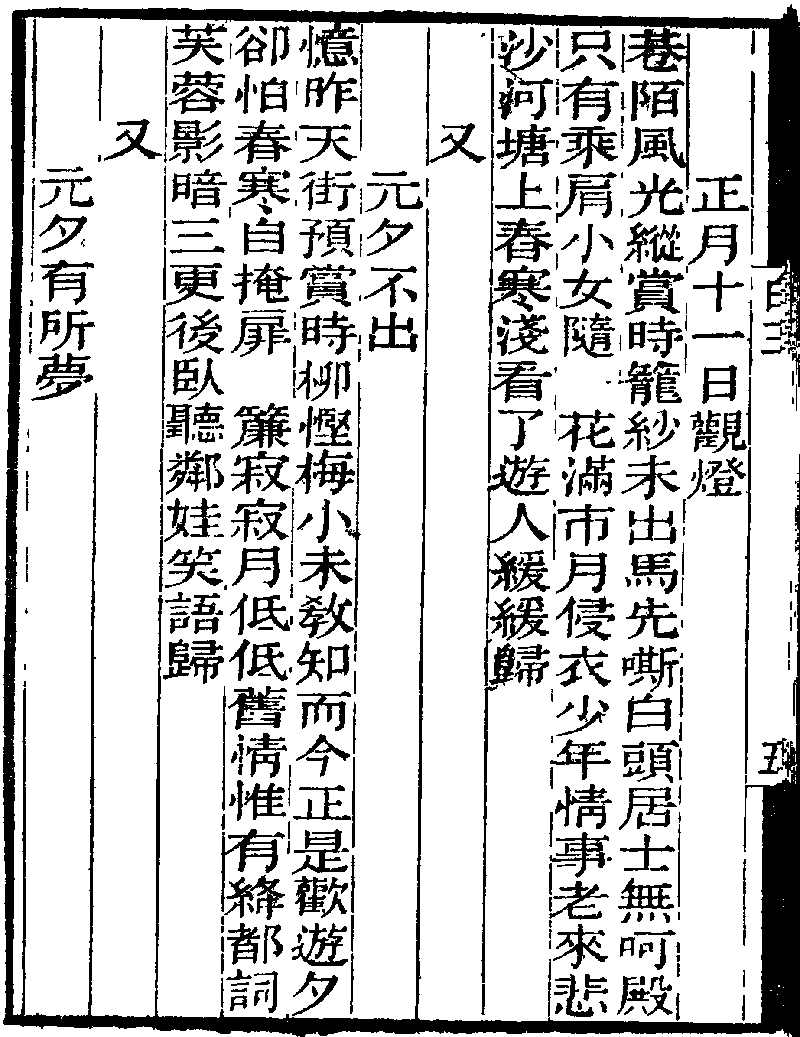 正月十一日觀燈
巷陌風光縱賞時籠紗未出馬先嘶白頭居士無呵殿
只有乘肩小女隨　花滿市月侵衣少年情事老來悲
沙河塘上春寒淺看了遊人緩緩歸
又
元夕不出
憶昨天街預賞時柳慳梅小未教知而今正是歡遊夕
卻怕春寒自掩扉　簾寂寂月低低舊情惟有絳都詞
芙蓉影暗三更後臥聽鄰娃笑語歸
又
元夕有所夢